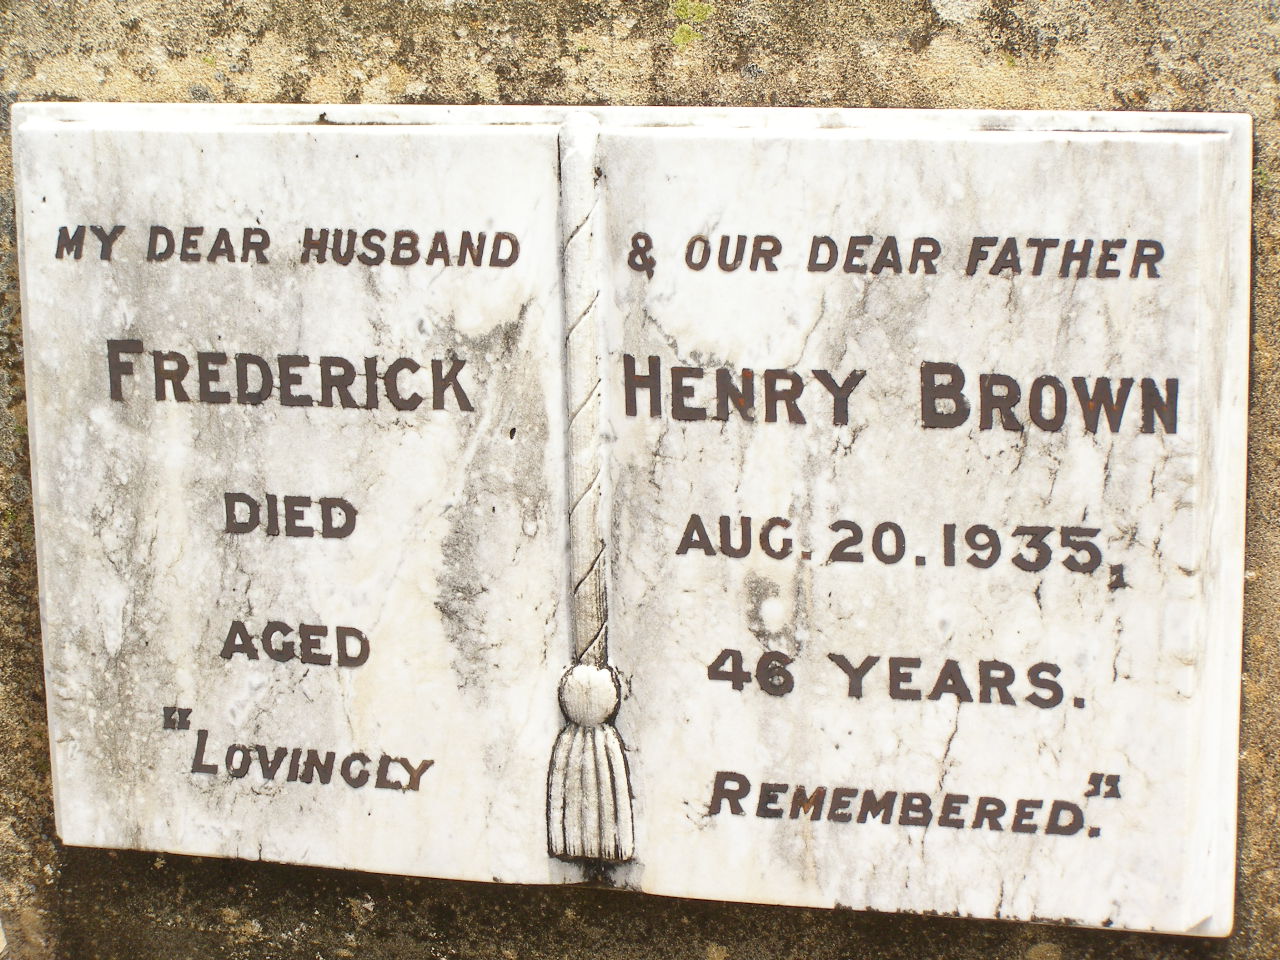 MY DEAR HUSBAND & OUR DEAR FATHER
FREDERICK HENRY BROWN
DIED AUG. 20. 1935,
AGED 46 YEARS.
"LOVINGLY REMEMBERED."